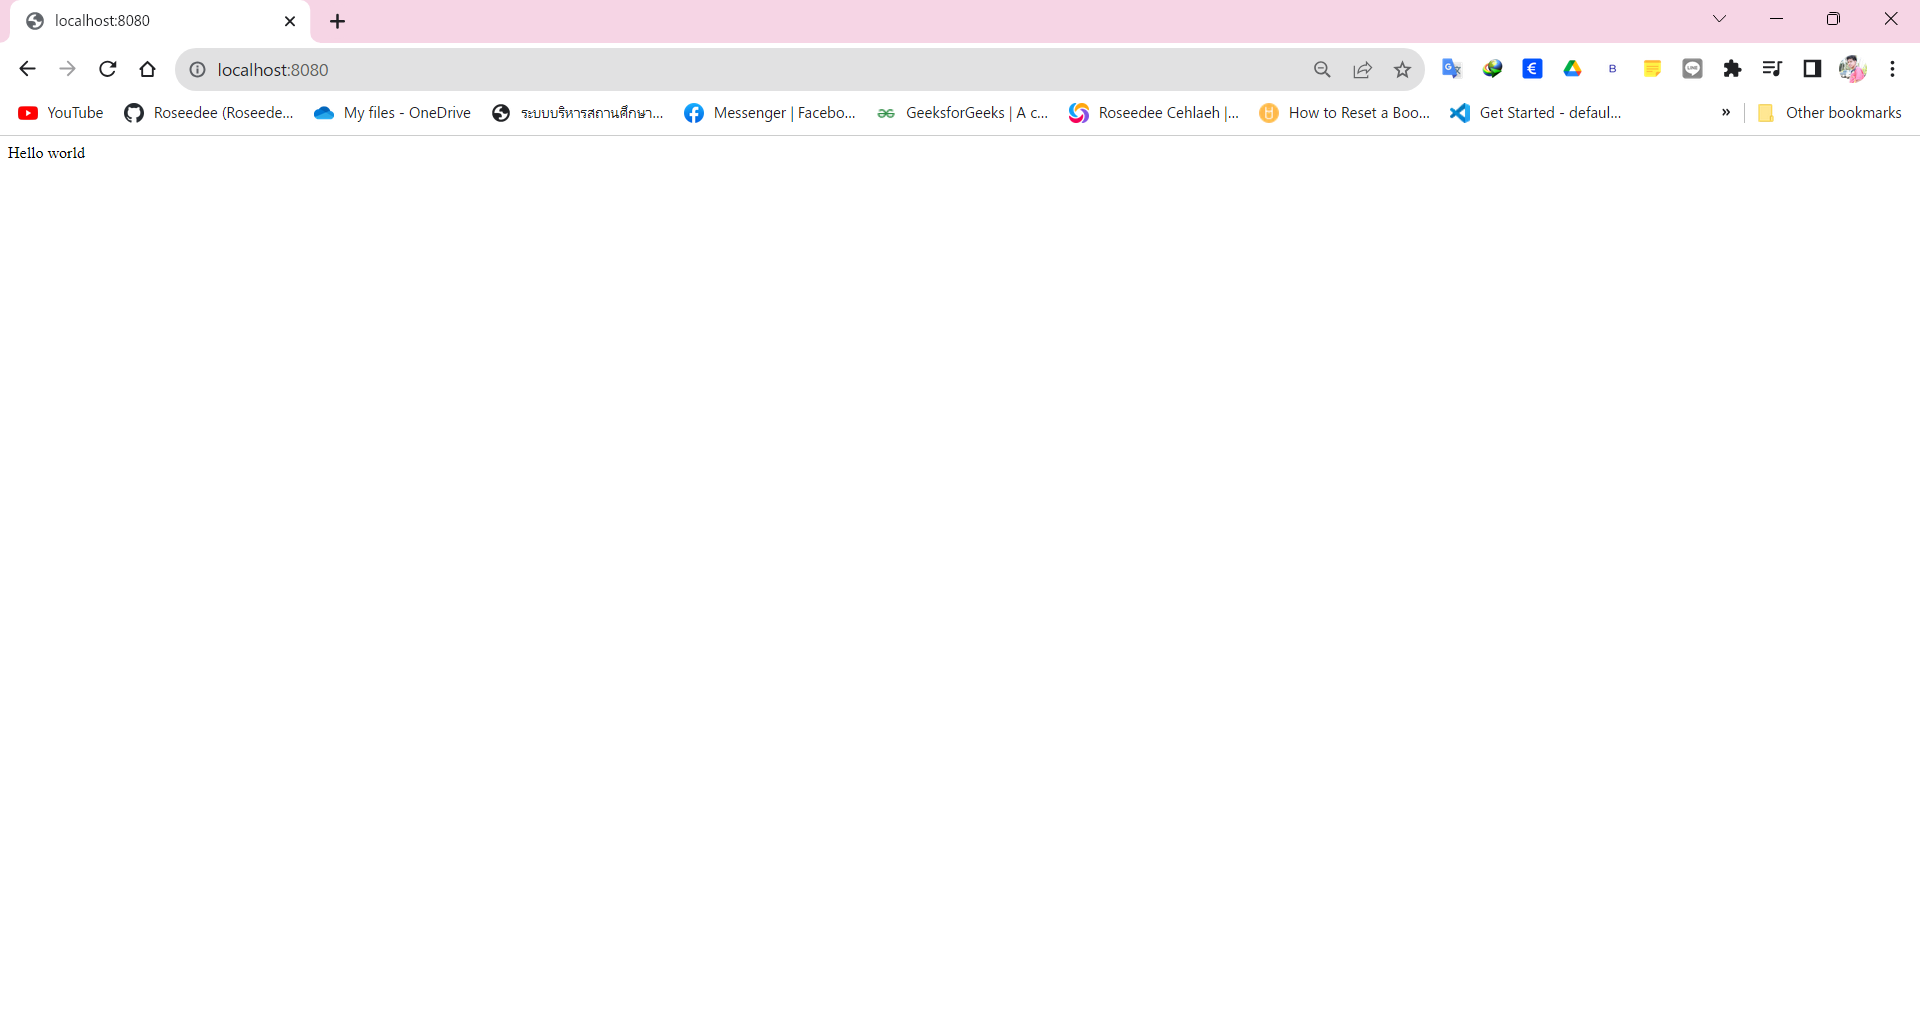 localhost:8080
localhost:8080
YouTube Roseedee (Roseede... My files - OneDrive ระบบบริหารสถานศึกษา... Messenger | Facebo... GeeksforGeeks | A c... Roseedee Cehlaeh |... How to Reset a Boo... Get Started - defaul... » Other bookmarks
Hello world